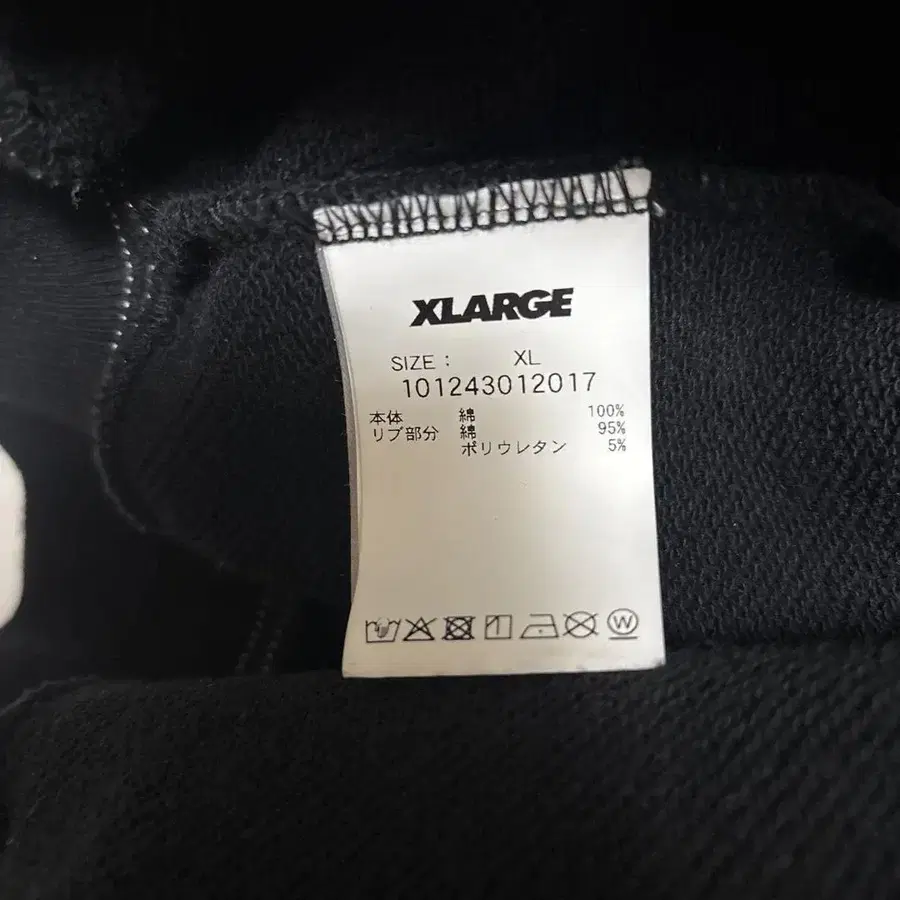 XLARGE
SIZE : XL
101243012017
本体 綿 100%
リブ部分 綿 95%
ポリウレタン 5%
W